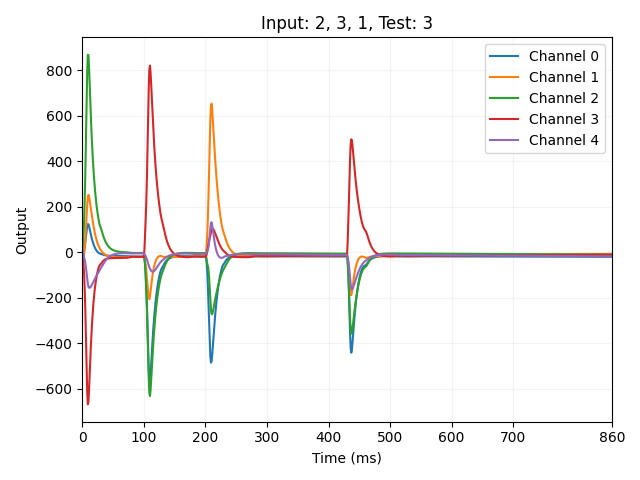 Input: 2, 3, 1, Test: 3
Channel 0
Channel 1
Channel 2
Channel 3
Channel 4
800
600
400
200
0
−200
−400
−600
Output
0 100 200 300 400 500 600 700 860
Time (ms)